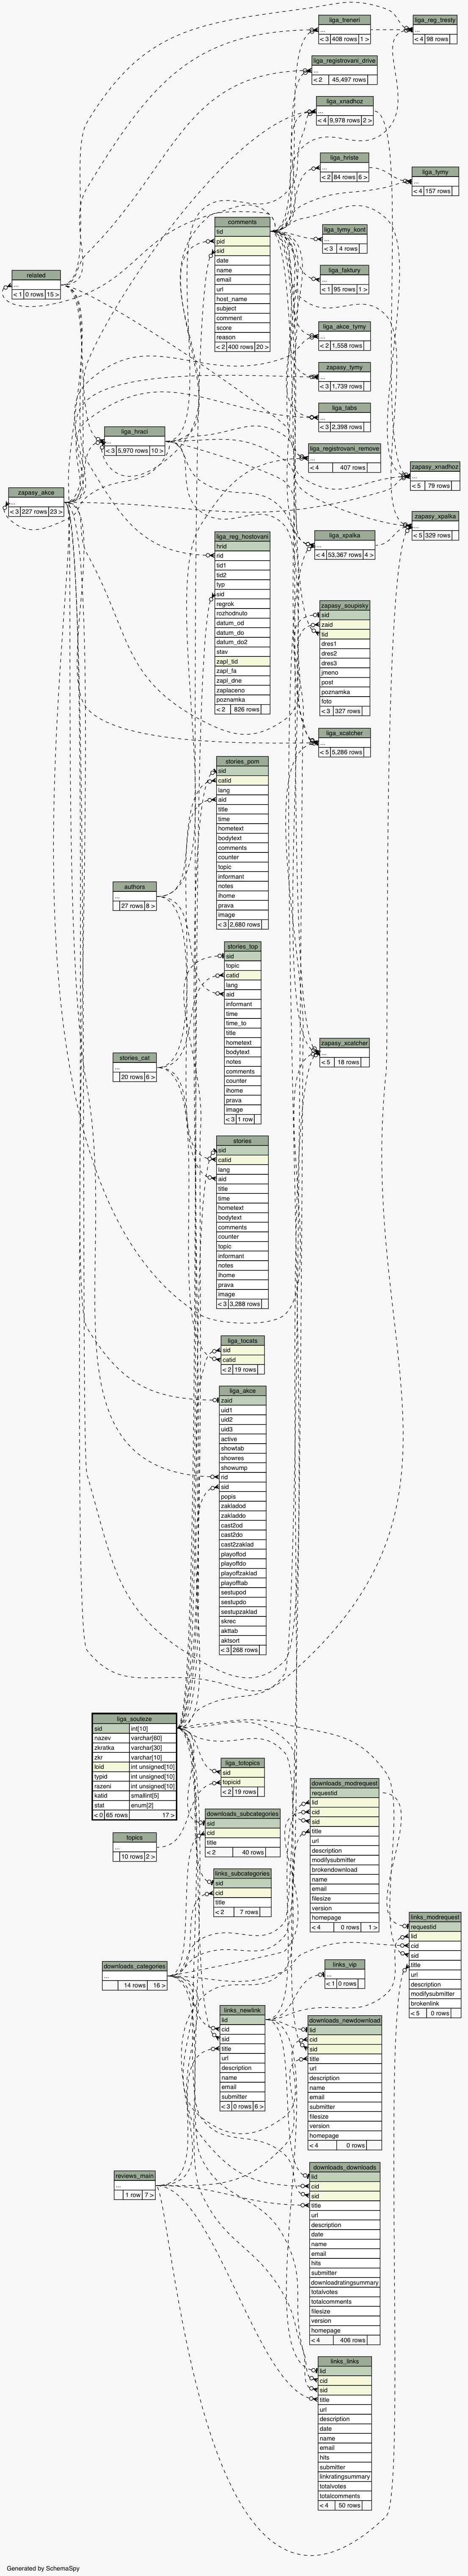 liga_treneri
...
< 3 408 rows 1 >
liga_reg_tresty
...
< 4 98 rows
liga_registrovani_drive
...
< 2 45,497 rows
liga_xnadhoz
...
< 4 9,978 rows 2 >
liga_hriste
...
< 2 84 rows 6 >
liga_tymy
...
< 4 157 rows
liga_tymy_kont
...
< 3 4 rows
liga_faktury
...
< 1 95 rows 1 >
liga_akce_tymy
...
< 2 1,558 rows
zapasy_tymy
...
< 3 1,739 rows
liga_tabs
...
< 3 2,398 rows
liga_registrovani_remove
...
< 4 407 rows
zapasy_xnadhoz
...
< 5 79 rows
zapasy_xpalka
...
< 5 329 rows
liga_xpalka
...
< 4 53,367 rows 4 >
comments
tid
pid
sid
date
name
email
url
host_name
subject
comment
score
reason
< 2 400 rows 20 >
related
...
< 1 0 rows 15 >
liga_hraci
...
< 3 5,970 rows 10 >
zapasy_akce
...
< 3 227 rows 23 >
liga_reg_hostovani
hrid
rid
tid1
tid2
typ
sid
regrok
rozhodnuto
datum_od
datum_do
datum_do2
stav
zapl_tid
zapl_fa
zapl_dne
zaplaceno
poznamka
< 2 826 rows
zapasy_soupisky
sid
zaid
tid
dres1
dres2
dres3
jmeno
post
poznamka
foto
< 3 327 rows
liga_xcatcher
...
< 5 5,286 rows
stories_pom
sid
catid
lang
aid
title
time
hometext
bodytext
comments
counter
topic
informant
notes
ihome
prava
image
< 3 2,680 rows
authors
...
27 rows 8 >
stories_top
sid
topic
catid
lang
aid
informant
time
time_to
title
hometext
bodytext
notes
comments
counter
ihome
prava
image
< 3 1 row
zapasy_xcatcher
...
< 5 18 rows
stories_cat
...
20 rows 6 >
stories
sid
catid
lang
aid
title
time
hometext
bodytext
comments
counter
topic
informant
notes
ihome
prava
image
< 3 3,288 rows
liga_tocats
sid
catid
< 2 19 rows
liga_akce
zaid
uid1
uid2
uid3
active
showtab
showres
showump
rid
sid
popis
zakladod
zakladdo
cast2od
cast2do
cast2zaklad
playoffod
playoffdo
playoffzaklad
playofftab
sestupod
sestupdo
sestupzaklad
skrec
akttab
aktsort
< 3 268 rows
liga_souteze
sid int[10]
nazev varchar[60]
zkratka varchar[30]
zkr varchar[10]
loid int unsigned[10]
typid int unsigned[10]
razeni int unsigned[10]
katid smallint[5]
stat enum[2]
< 0 65 rows 17 >
liga_totopics
sid
topicid
< 2 19 rows
downloads_modrequest
requestid
lid
cid
sid
title
url
description
modifysubmitter
brokendownload
name
email
filesize
version
homepage
< 4 0 rows 1 >
downloads_subcategories
sid
cid
title
< 2 40 rows
topics
...
10 rows 2 >
links_subcategories
sid
cid
title
< 2 7 rows
links_modrequest
requestid
lid
cid
sid
title
url
description
modifysubmitter
brokenlink
< 5 0 rows
downloads_categories
...
14 rows 16 >
links_vip
...
< 1 0 rows
links_newlink
lid
cid
sid
title
url
description
name
email
submitter
< 3 0 rows 6 >
downloads_newdownload
lid
cid
sid
title
url
description
name
email
submitter
filesize
version
homepage
< 4 0 rows
reviews_main
...
1 row 7 >
downloads_downloads
lid
cid
sid
title
url
description
date
name
email
hits
submitter
downloadratingsummary
totalvotes
totalcomments
filesize
version
homepage
< 4 406 rows
links_links
lid
cid
sid
title
url
description
date
name
email
hits
submitter
linkratingsummary
totalvotes
totalcomments
< 4 50 rows
Generated by SchemaSpy